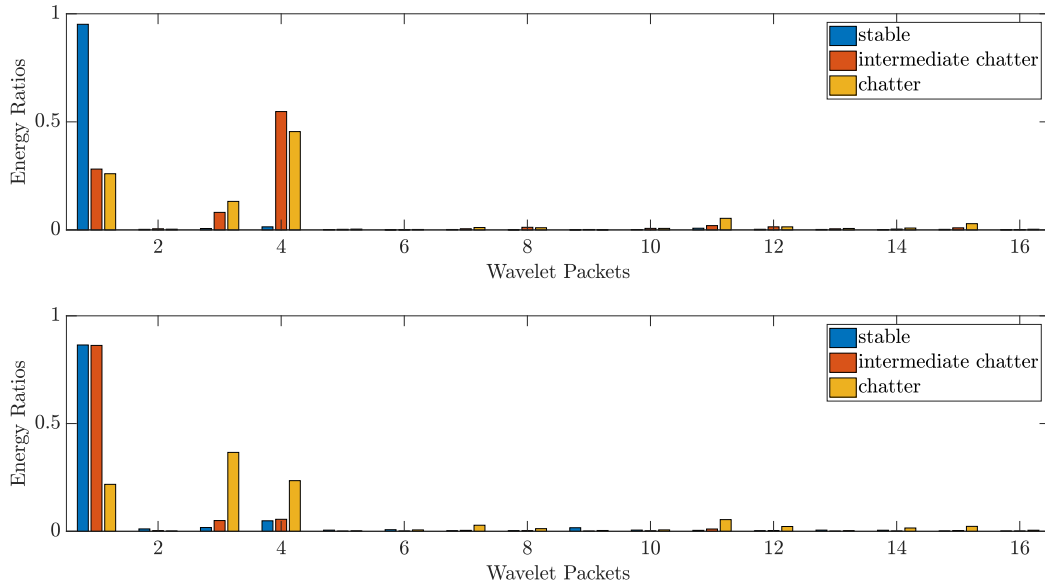 1
0.5
0
Energy Ratios
stable
intermediate chatter
chatter
2 4 6 8 10 12 14 16
Wavelet Packets
1
0.5
0
Energy Ratios
stable
intermediate chatter
chatter
2 4 6 8 10 12 14 16
Wavelet Packets